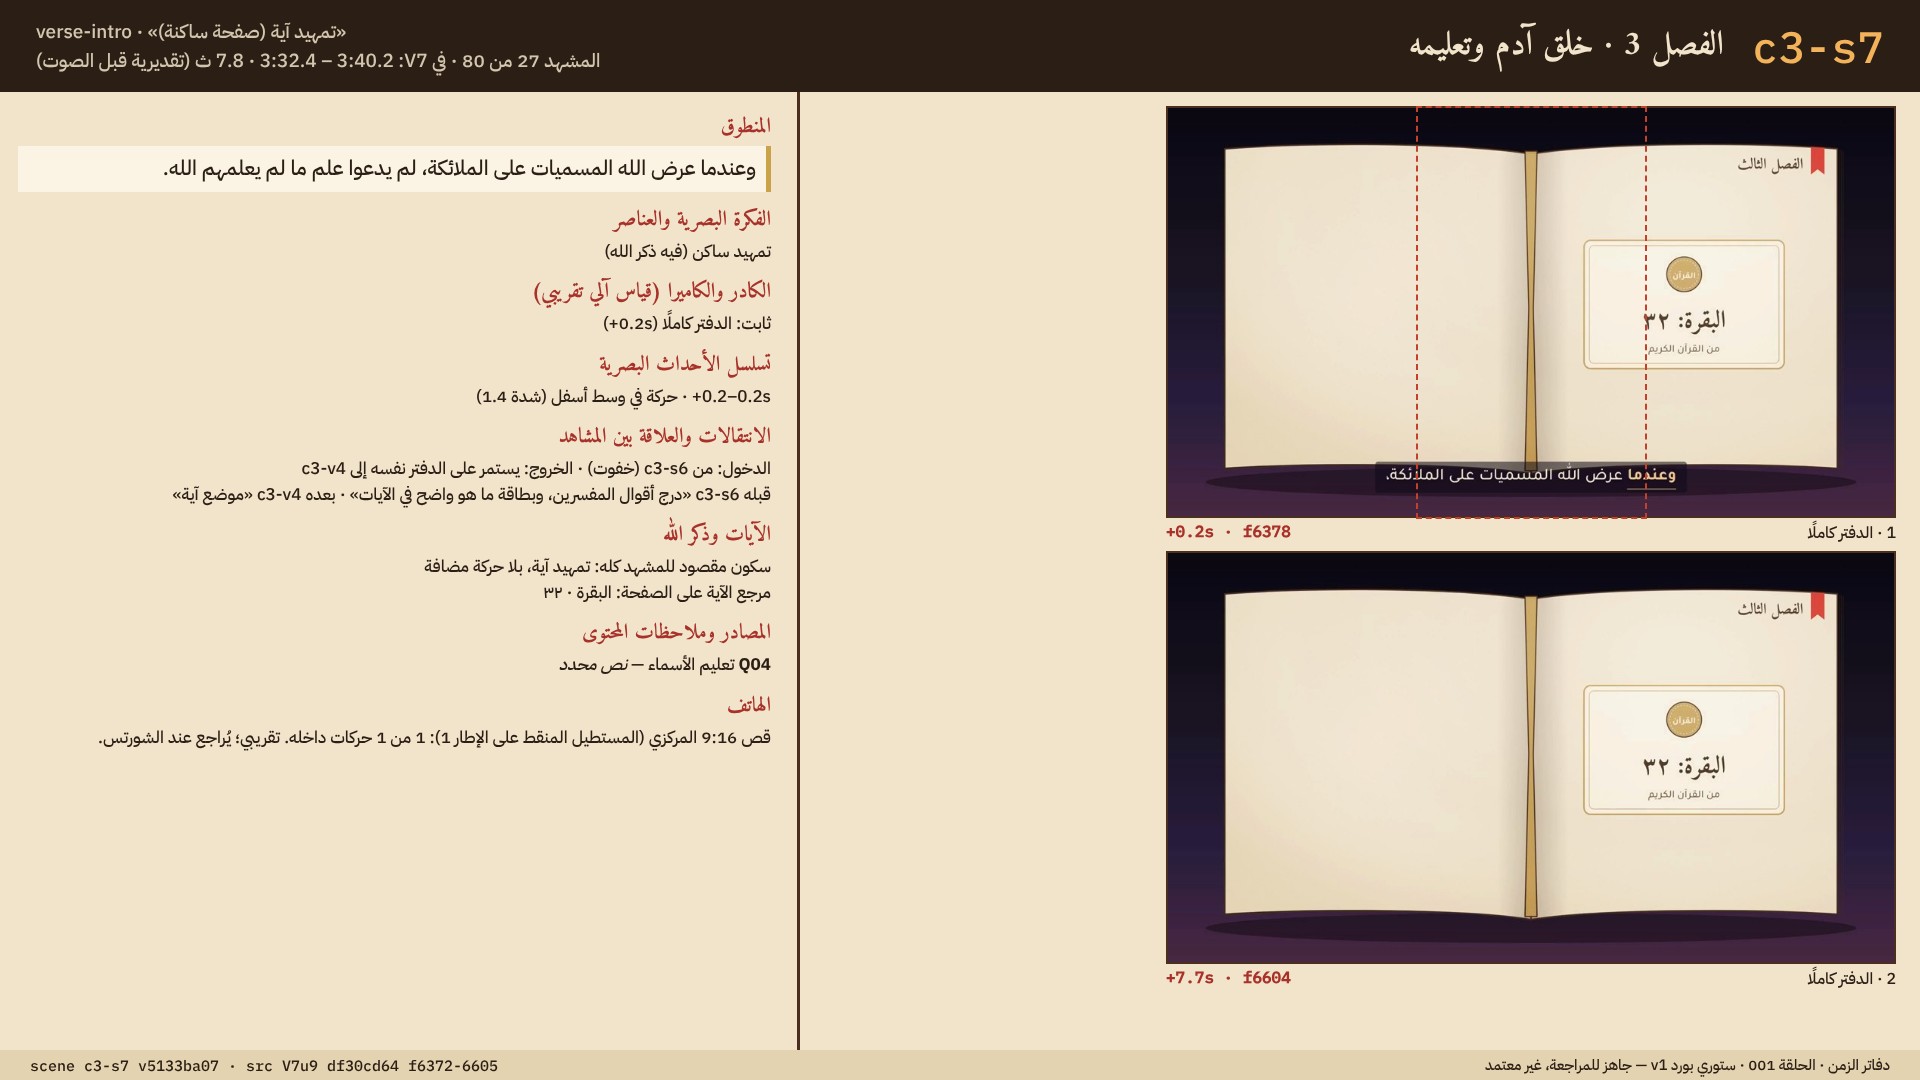 c3-s7 الفصل 3 · خلق آدم وتعليمه
verse-intro · «تمهيد آية (صفحة ساكنة)»
المشهد 27 من 80 · في V7: 3:32.4 – 3:40.2 · 7.8 ث (تقديرية قبل الصوت)
الفصل الثالث
القرآن
البقرة: ٣٢
من القرآن الكريم
وعندما عرض الله المسميات على الملائكة،
1 · الدفتر كاملًا
+0.2s · f6378
الفصل الثالث
القرآن
البقرة: ٣٢
من القرآن الكريم
2 · الدفتر كاملًا
+7.7s · f6604
المنطوق
وعندما عرض الله المسميات على الملائكة، لم يدعوا علم ما لم يعلمهم الله.
الفكرة البصرية والعناصر
تمهيد ساكن (فيه ذكر الله)
الكادر والكاميرا (قياس آلي تقريبي)
ثابت: الدفتر كاملًا (+0.2s)
تسلسل الأحداث البصرية
+0.2–0.2s · حركة في وسط أسفل (شدة 1.4)
الانتقالات والعلاقة بين المشاهد
الدخول: من c3-s6 (خفوت) · الخروج: يستمر على الدفتر نفسه إلى c3-v4
قبله c3-s6 «درج أقوال المفسرين، وبطاقة ما هو واضح في الآيات» · بعده c3-v4 «موضع آية»
الآيات وذكر الله
سكون مقصود للمشهد كله: تمهيد آية، بلا حركة مضافة
مرجع الآية على الصفحة: البقرة · ٣٢
المصادر وملاحظات المحتوى
Q04 تعليم الأسماء — نص محدد
الهاتف
قص 9:16 المركزي (المستطيل المنقط على الإطار 1): 1 من 1 حركات داخله. تقريبي؛ يُراجع عند الشورتس.
دفاتر الزمن · الحلقة 001 · ستوري بورد v1 — جاهز للمراجعة، غير معتمد
scene c3-s7 v5133ba07 · src V7u9 df30cd64 f6372-6605